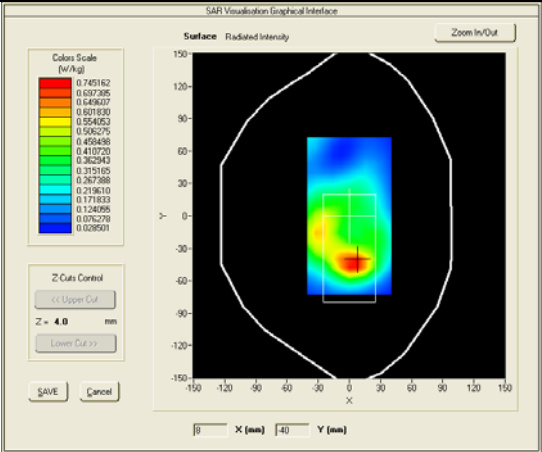 SAR Visualisation Graphical Interface
Surface Radiated Intensity
Zoom In/Out
Colors Scale
(W/kg)
0.745162
0.697385
0.649607
0.601830
0.554053
0.506275
0.458498
0.410720
0.362943
0.315165
0.267388
0.219610
0.171833
0.124055
0.076278
0.028501
Z-Cuts Control
<< Upper Cut
Z = 4.0 mm
Lower Cut >>
SAVE Cancel
150-
120-
90-
60-
30-
0-
-30-
-60-
-90-
-120-
-150-
Y
-150 -120 -90 -60 -30 0 30 60 90 120 150
X
8 X (mm) -40 Y (mm)